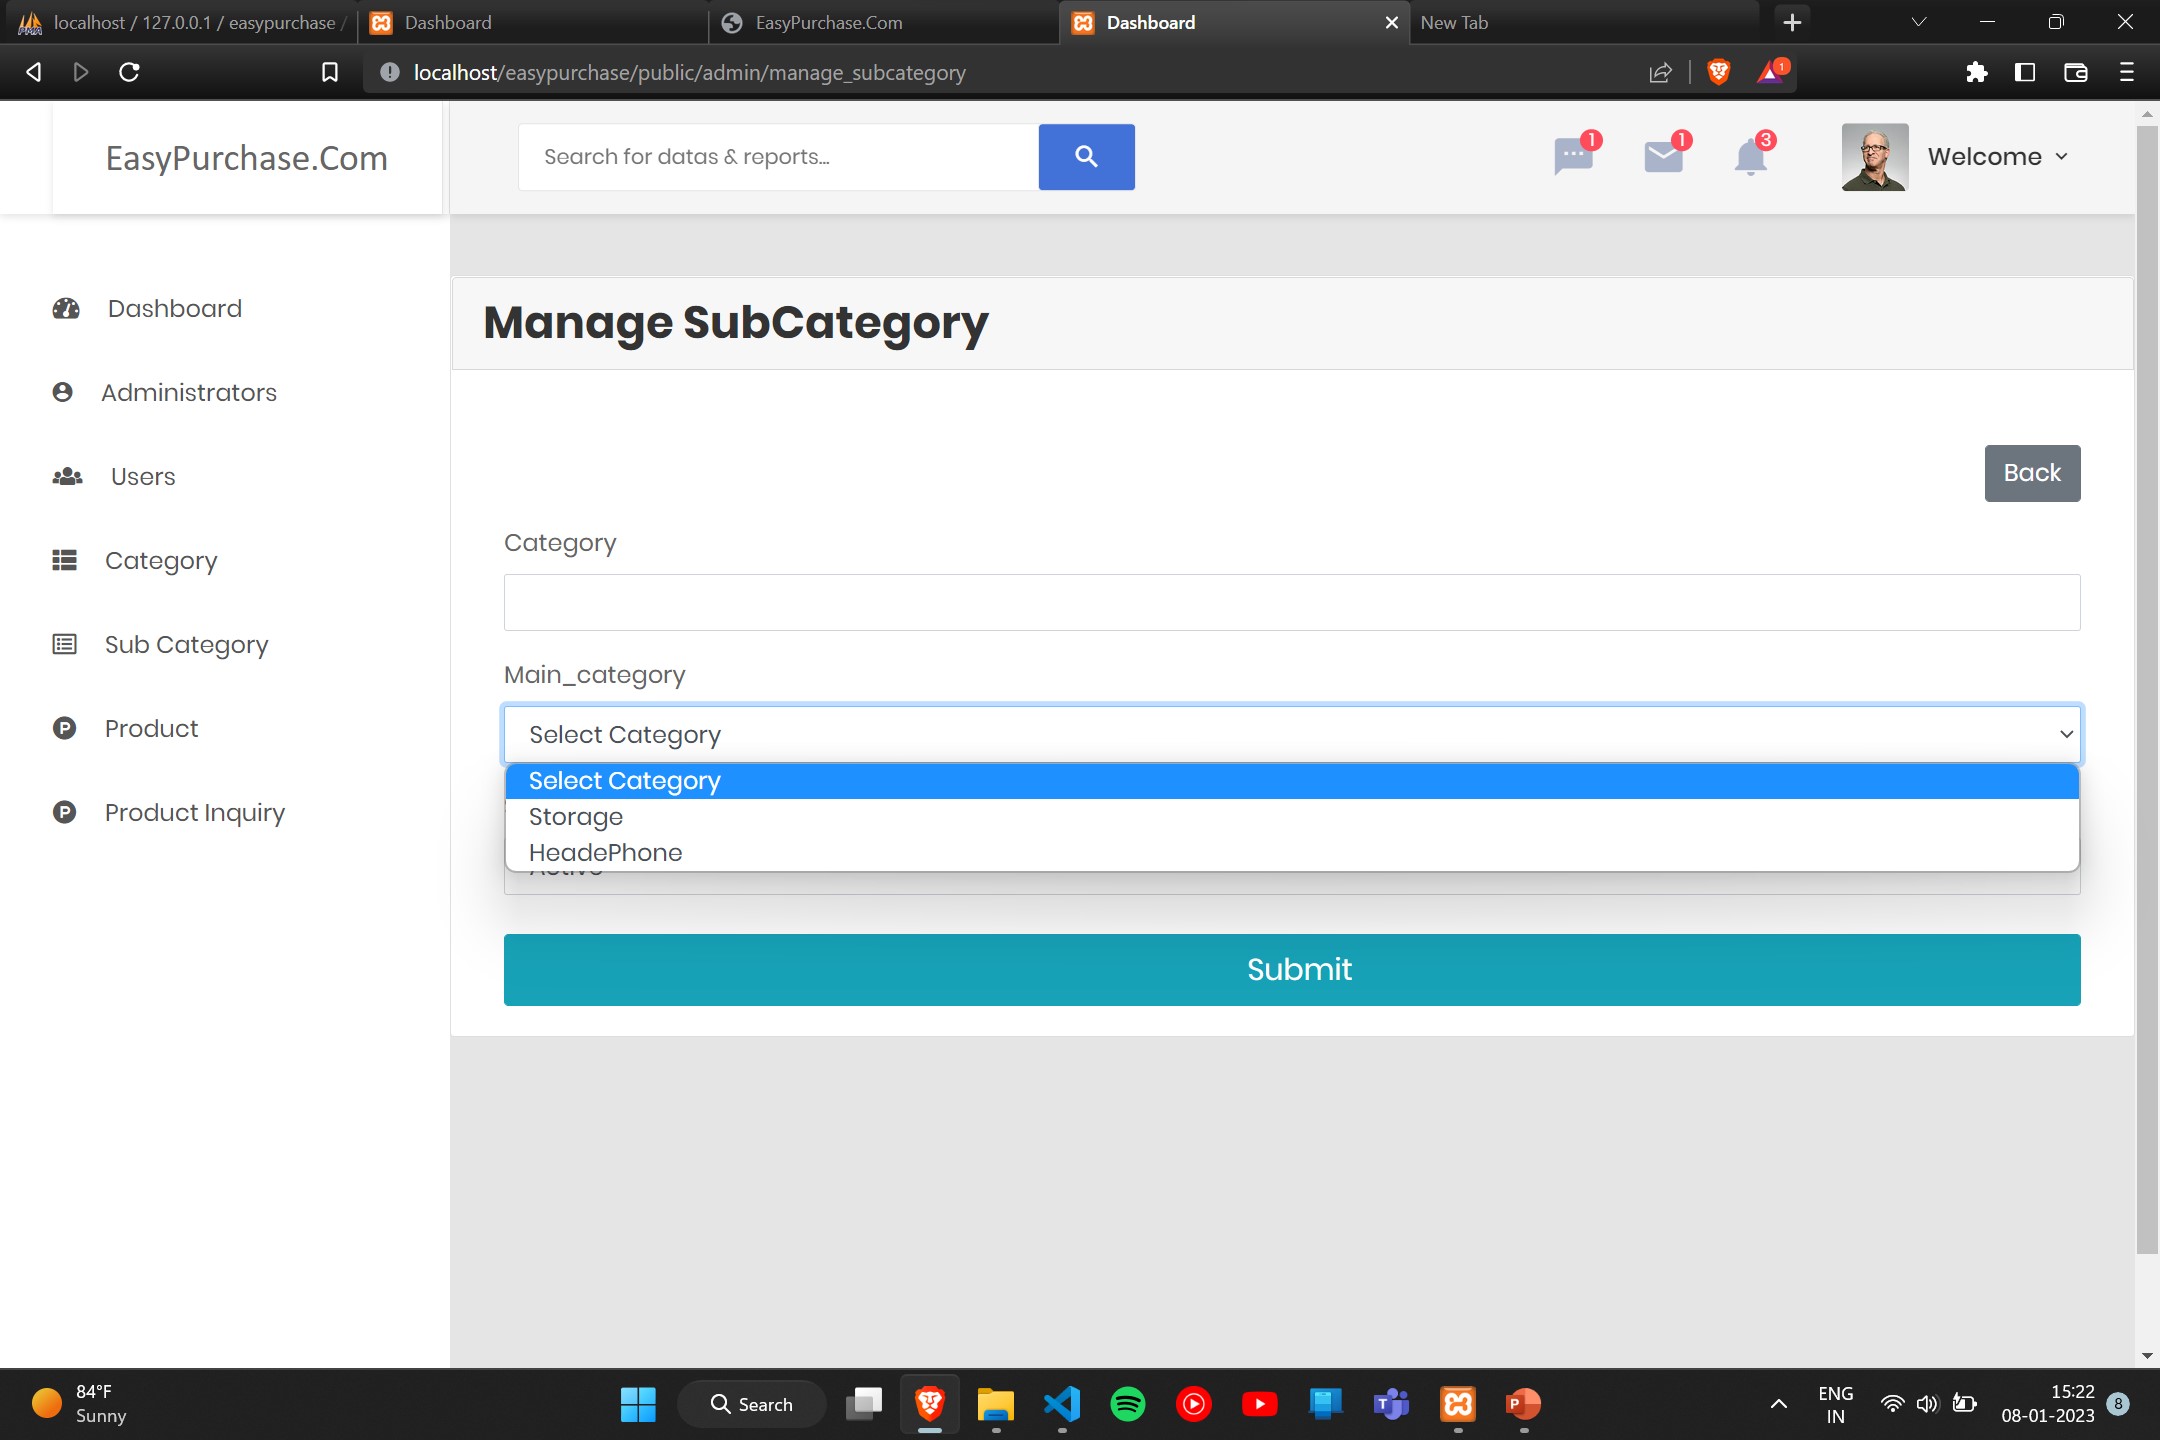 localhost / 127.0.0.1 / easypurchase /
Dashboard
EasyPurchase.Com
Dashboard
New Tab
localhost/easypurchase/public/admin/manage_subcategory
1
EasyPurchase.Com
Search for datas & reports...
1
1
3
Welcome
Dashboard
Administrators
Users
Category
Sub Category
Product
Product Inquiry
Manage SubCategory
Back
Category
Main_category
Select Category
Select Category
Storage
HeadePhone
Active
Submit
84°F
Sunny
Search
ENG
IN
15:22
08-01-2023
8